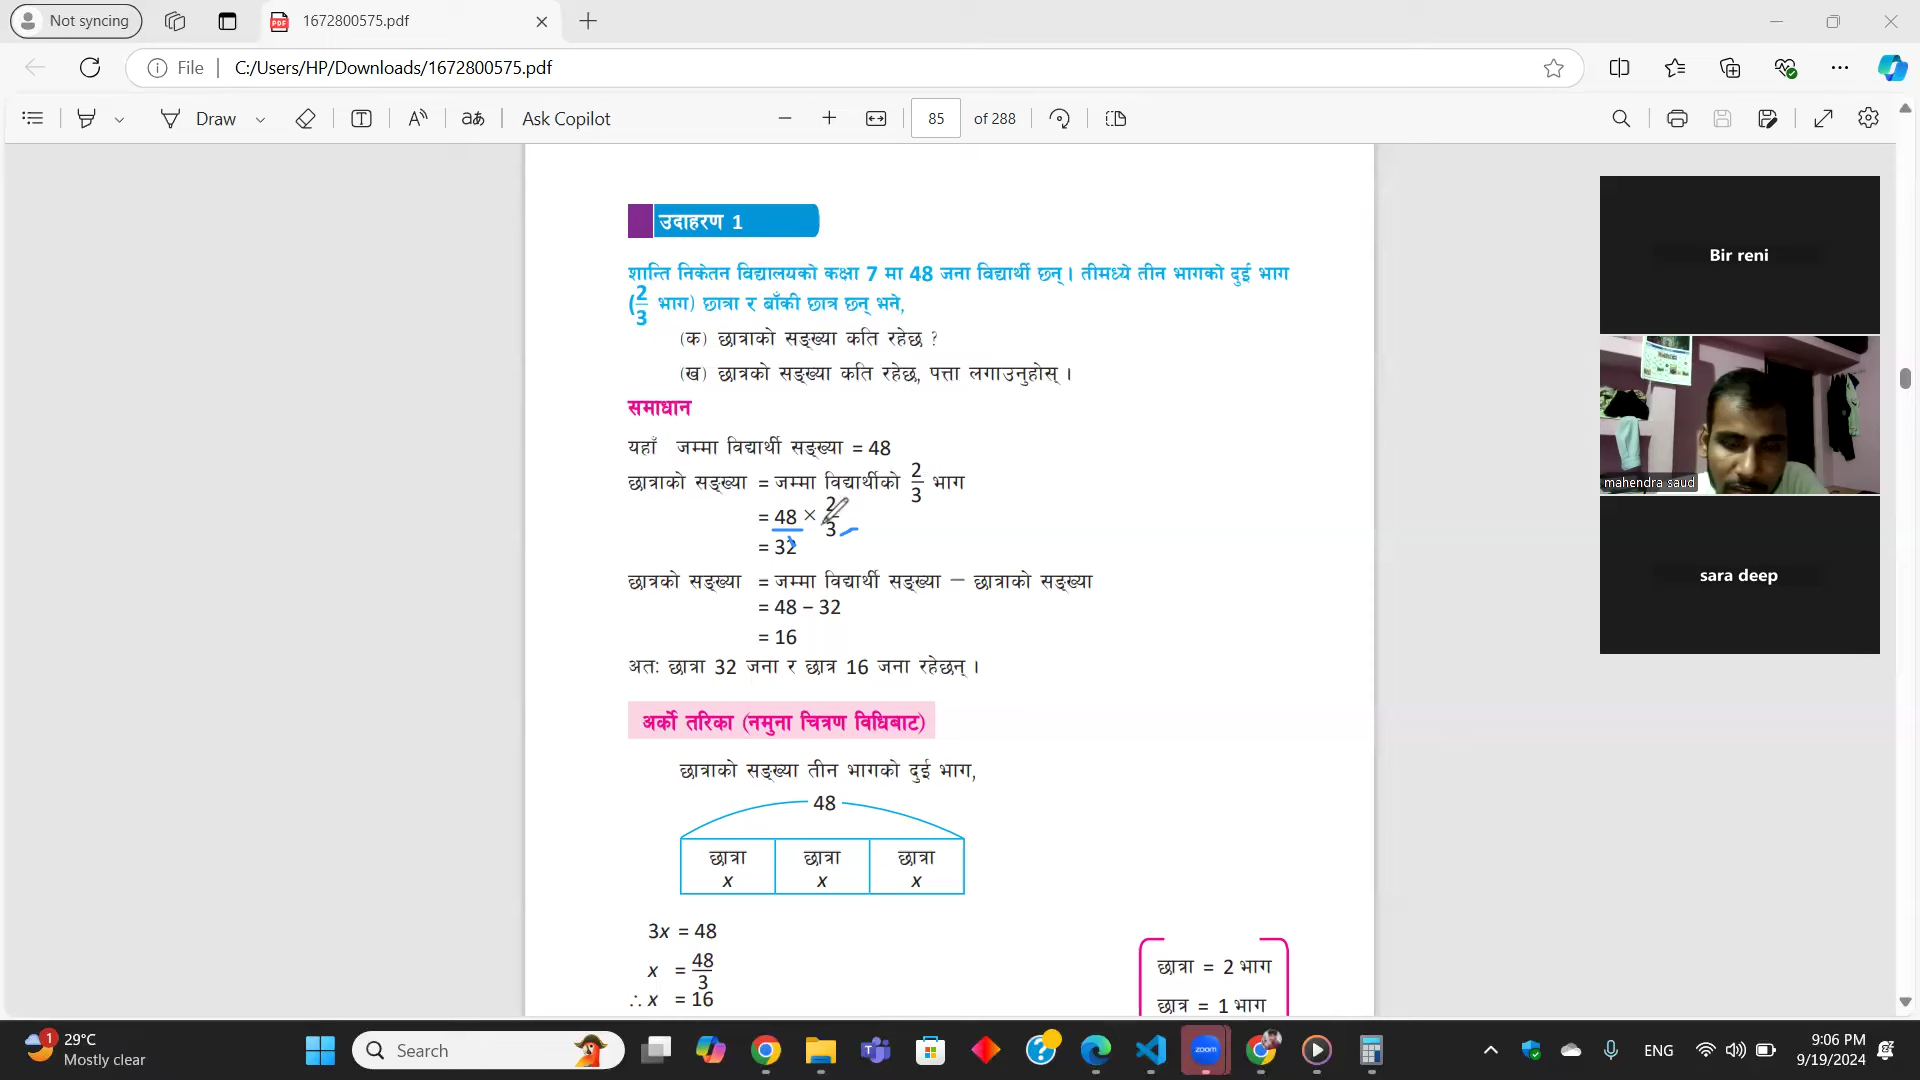 Not syncing
1672800575.pdf
File
C:/Users/HP/Downloads/1672800575.pdf
Draw
Ask Copilot
85 of 288
उदाहरण 1
शान्ति निकेतन विद्यालयको कक्षा 7 मा 48 जना विद्यार्थी छन् । तीमध्ये तीन भागको दुई भाग
(2/3 भाग) छात्रा र बाँकी छात्र छन् भने,
(क) छात्राको सङ्ख्या कति रहेछ ?
(ख) छात्रको सङ्ख्या कति रहेछ, पत्ता लगाउनुहोस् ।
समाधान
यहाँ जम्मा विद्यार्थी सङ्ख्या = 48
छात्राको सङ्ख्या = जम्मा विद्यार्थीको 2/3 भाग
= 48 × 2/3
= 32
छात्रको सङ्ख्या = जम्मा विद्यार्थी सङ्ख्या – छात्राको सङ्ख्या
= 48 – 32
= 16
अतः छात्रा 32 जना र छात्र 16 जना रहेछन् ।
अर्को तरिका (नमुना चित्रण विधिबाट)
छात्राको सङ्ख्या तीन भागको दुई भाग,
48
छात्रा छात्रा छात्रा
x x x
3x = 48
x = 48/3
∴ x = 16
छात्रा = 2 भाग
छात्र = 1 भाग
Bir reni
mahendra saud
sara deep
1
29°C
Mostly clear
Search
zoom
ENG
9:06 PM
9/19/2024